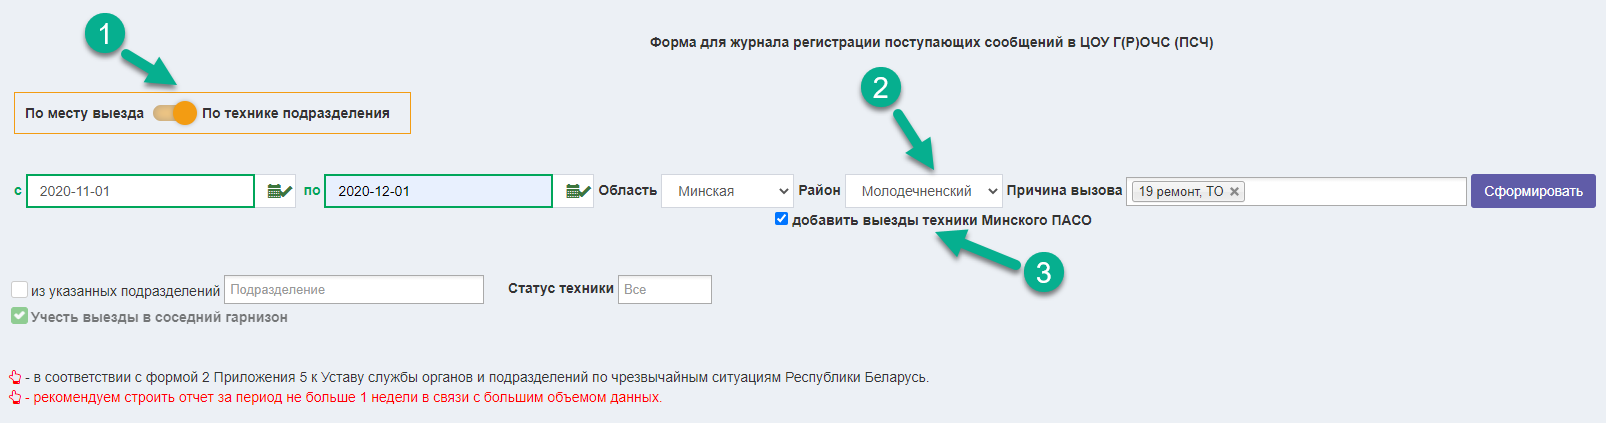 1
Форма для журнала регистрации поступающих сообщений в ЦОУ Г(Р)ОЧС (ПСЧ)
2
По месту выезда По технике подразделения
с 2020-11-01 по 2020-12-01 Область Минская Район Молодечненский Причина вызова 19 ремонт, ТО Сформировать
добавить выезды техники Минского ПАСО
3
из указанных подразделений Подразделение Статус техники Все
Учесть выезды в соседний гарнизон
- в соответствии с формой 2 Приложения 5 к Уставу службы органов и подразделений по чрезвычайным ситуациям Республики Беларусь.
- рекомендуем строить отчет за период не больше 1 недели в связи с большим объемом данных.